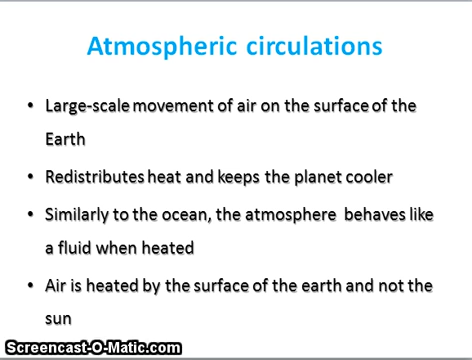 Atmospheric circulations
• Large-scale movement of air on the surface of the
Earth
• Redistributes heat and keeps the planet cooler
• Similarly to the ocean, the atmosphere behaves like
a fluid when heated
• Air is heated by the surface of the earth and not the
sun
Screencast-O-Matic.com